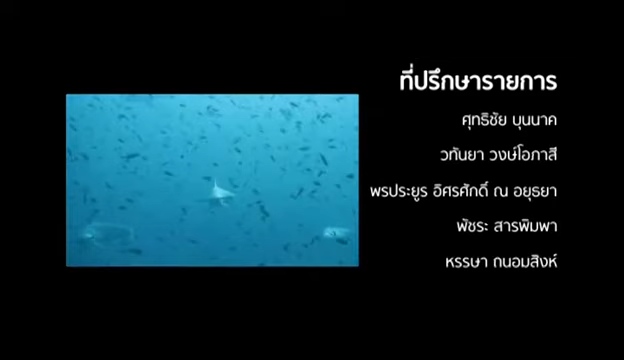 ที่ปรึกษารายการ
ศุทธิชัย บุนนาค
วทันยา วงษ์โอภาสี
พรประยูร อิศรศักดิ์ ณ อยุธยา
พัชระ สารพิมพา
หรรษา ถนอมสิงห์